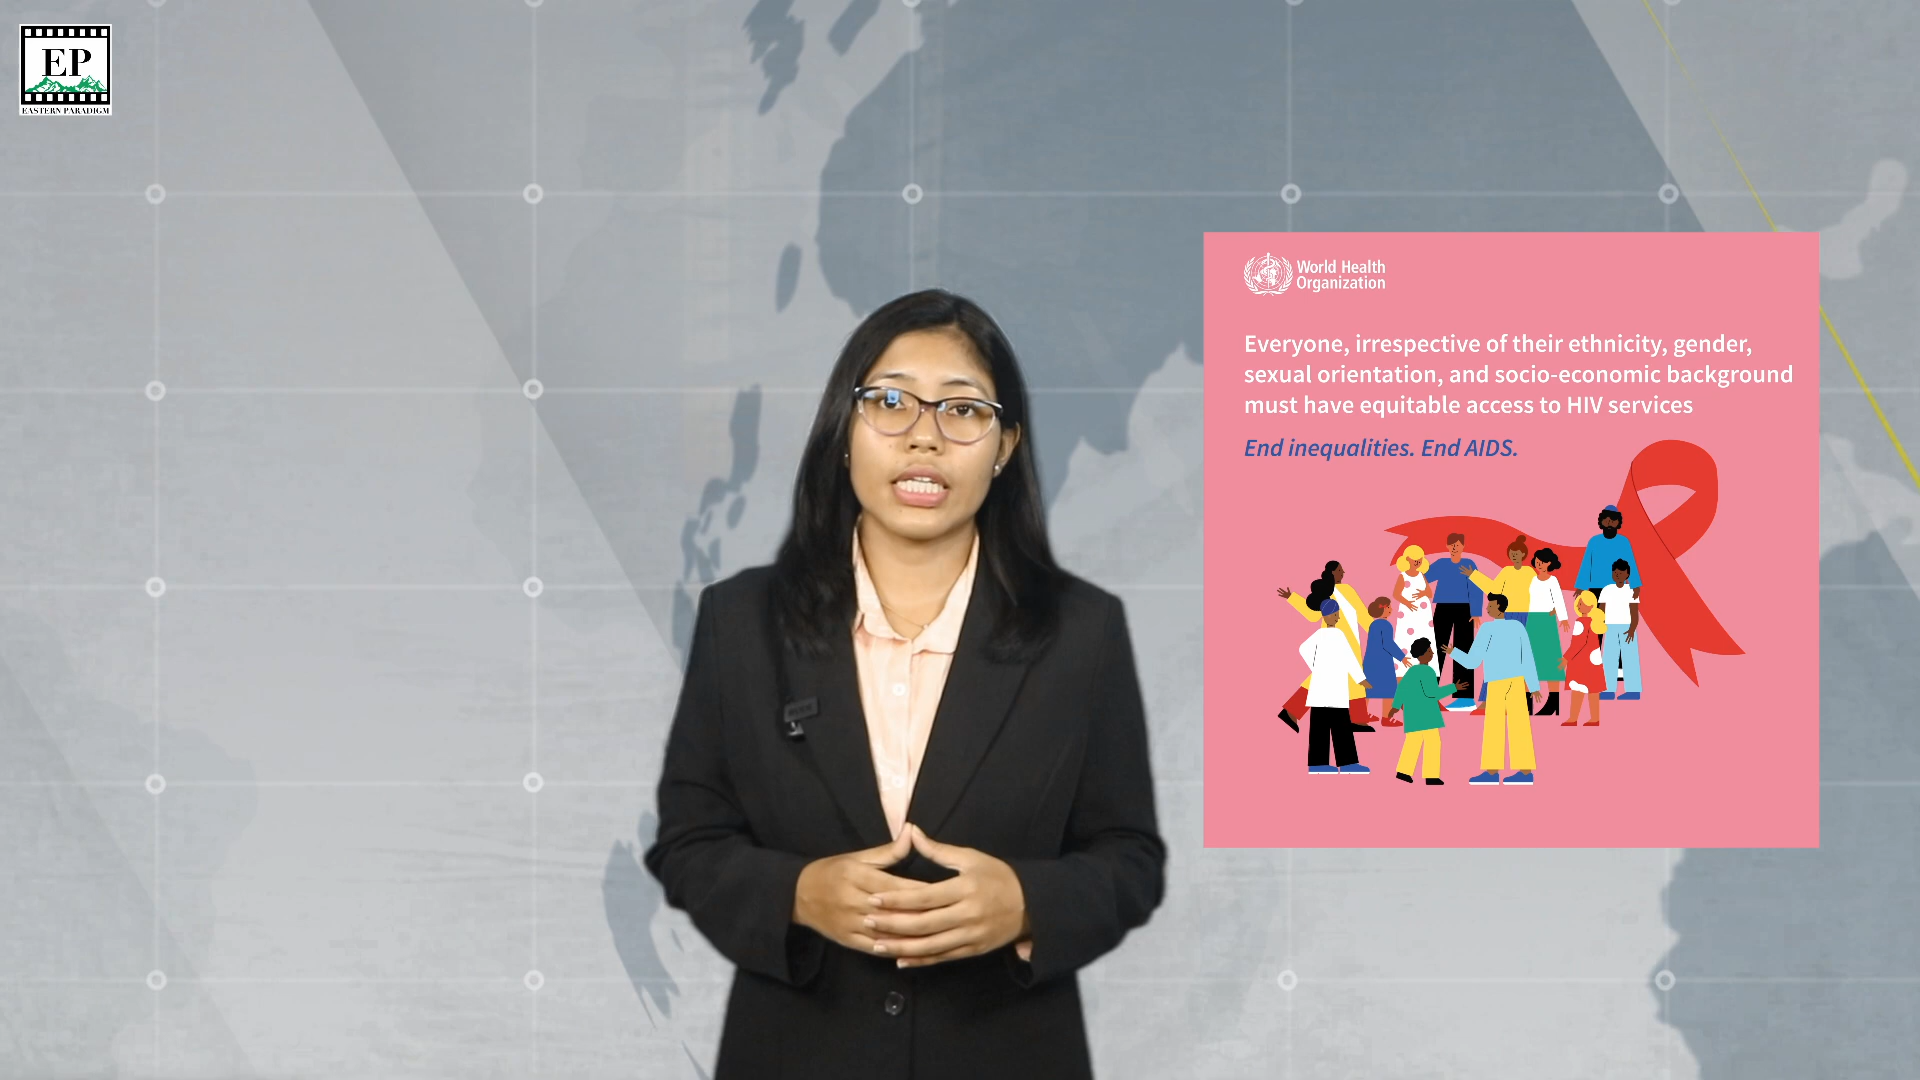 EP
EASTERN PARADIGM
World Health
Organization
Everyone, irrespective of their ethnicity, gender,
sexual orientation, and socio-economic background
must have equitable access to HIV services
End inequalities. End AIDS.